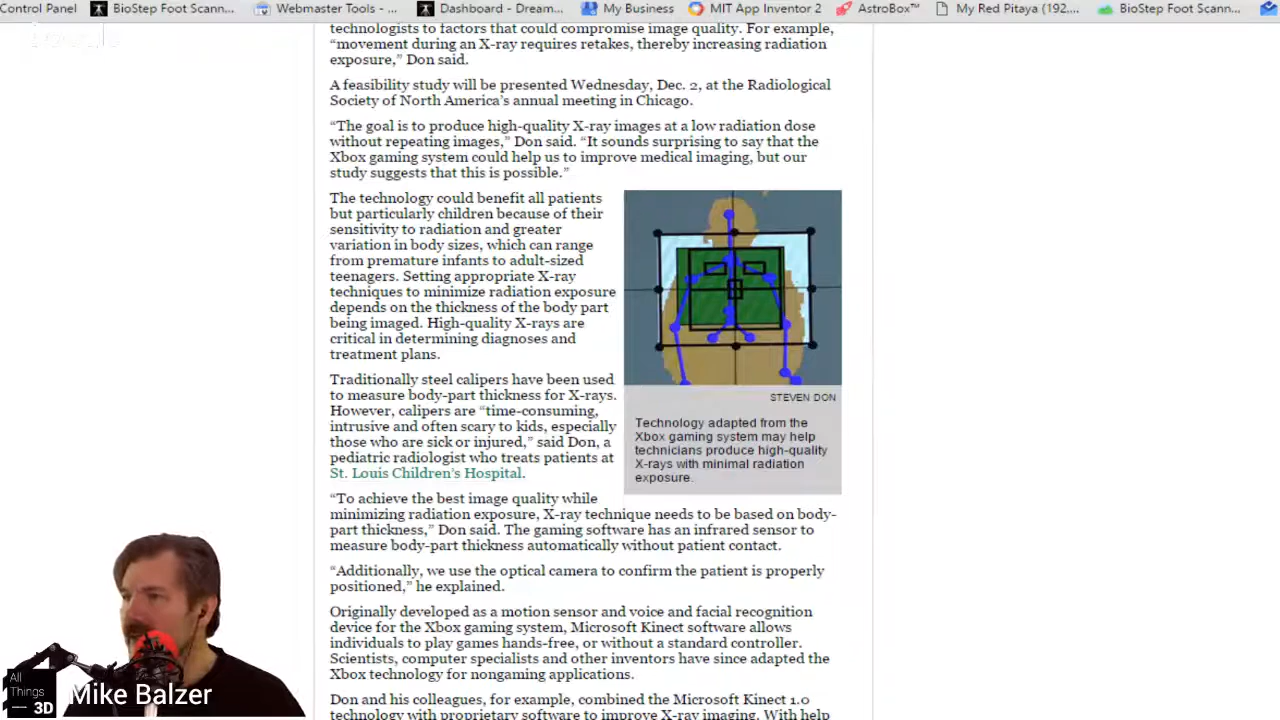 Control Panel
BioStep Foot Scann...
Webmaster Tools - ...
Dashboard - Dream...
My Business
MIT App Inventor 2
AstroBox™
My Red Pitaya (192....
BioStep Foot Scann...
technologists to factors that could compromise image quality. For example,
“movement during an X-ray requires retakes, thereby increasing radiation
exposure,” Don said.
A feasibility study will be presented Wednesday, Dec. 2, at the Radiological
Society of North America’s annual meeting in Chicago.
“The goal is to produce high-quality X-ray images at a low radiation dose
without repeating images,” Don said. “It sounds surprising to say that the
Xbox gaming system could help us to improve medical imaging, but our
study suggests that this is possible.”
The technology could benefit all patients
but particularly children because of their
sensitivity to radiation and greater
variation in body sizes, which can range
from premature infants to adult-sized
teenagers. Setting appropriate X-ray
techniques to minimize radiation exposure
depends on the thickness of the body part
being imaged. High-quality X-rays are
critical in determining diagnoses and
treatment plans.
STEVEN DON
Technology adapted from the
Xbox gaming system may help
technicians produce high-quality
X-rays with minimal radiation
exposure.
Traditionally steel calipers have been used
to measure body-part thickness for X-rays.
However, calipers are “time-consuming,
intrusive and often scary to kids, especially
those who are sick or injured,” said Don, a
pediatric radiologist who treats patients at
St. Louis Children’s Hospital.
“To achieve the best image quality while
minimizing radiation exposure, X-ray technique needs to be based on body-
part thickness,” Don said. The gaming software has an infrared sensor to
measure body-part thickness automatically without patient contact.
“Additionally, we use the optical camera to confirm the patient is properly
positioned,” he explained.
Originally developed as a motion sensor and voice and facial recognition
device for the Xbox gaming system, Microsoft Kinect software allows
individuals to play games hands-free, or without a standard controller.
Scientists, computer specialists and other inventors have since adapted the
Xbox technology for nongaming applications.
Don and his colleagues, for example, combined the Microsoft Kinect 1.0
technology with proprietary software to improve X-ray imaging. With help
All
Things
— 3D
Mike Balzer